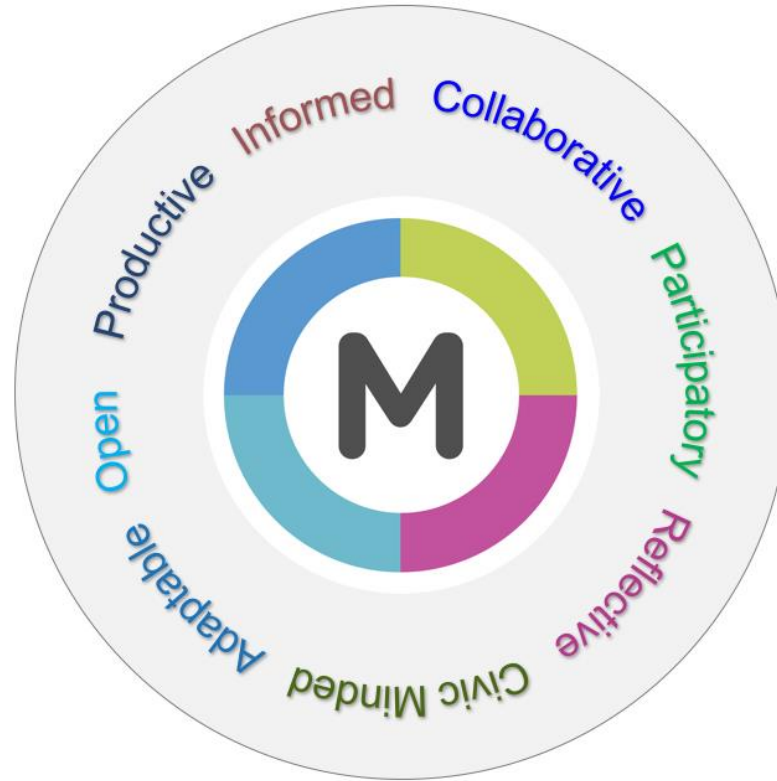 Collaborative
Participatory
Reflective
Civic Minded
Adaptable
Open
Productive
Informed
M